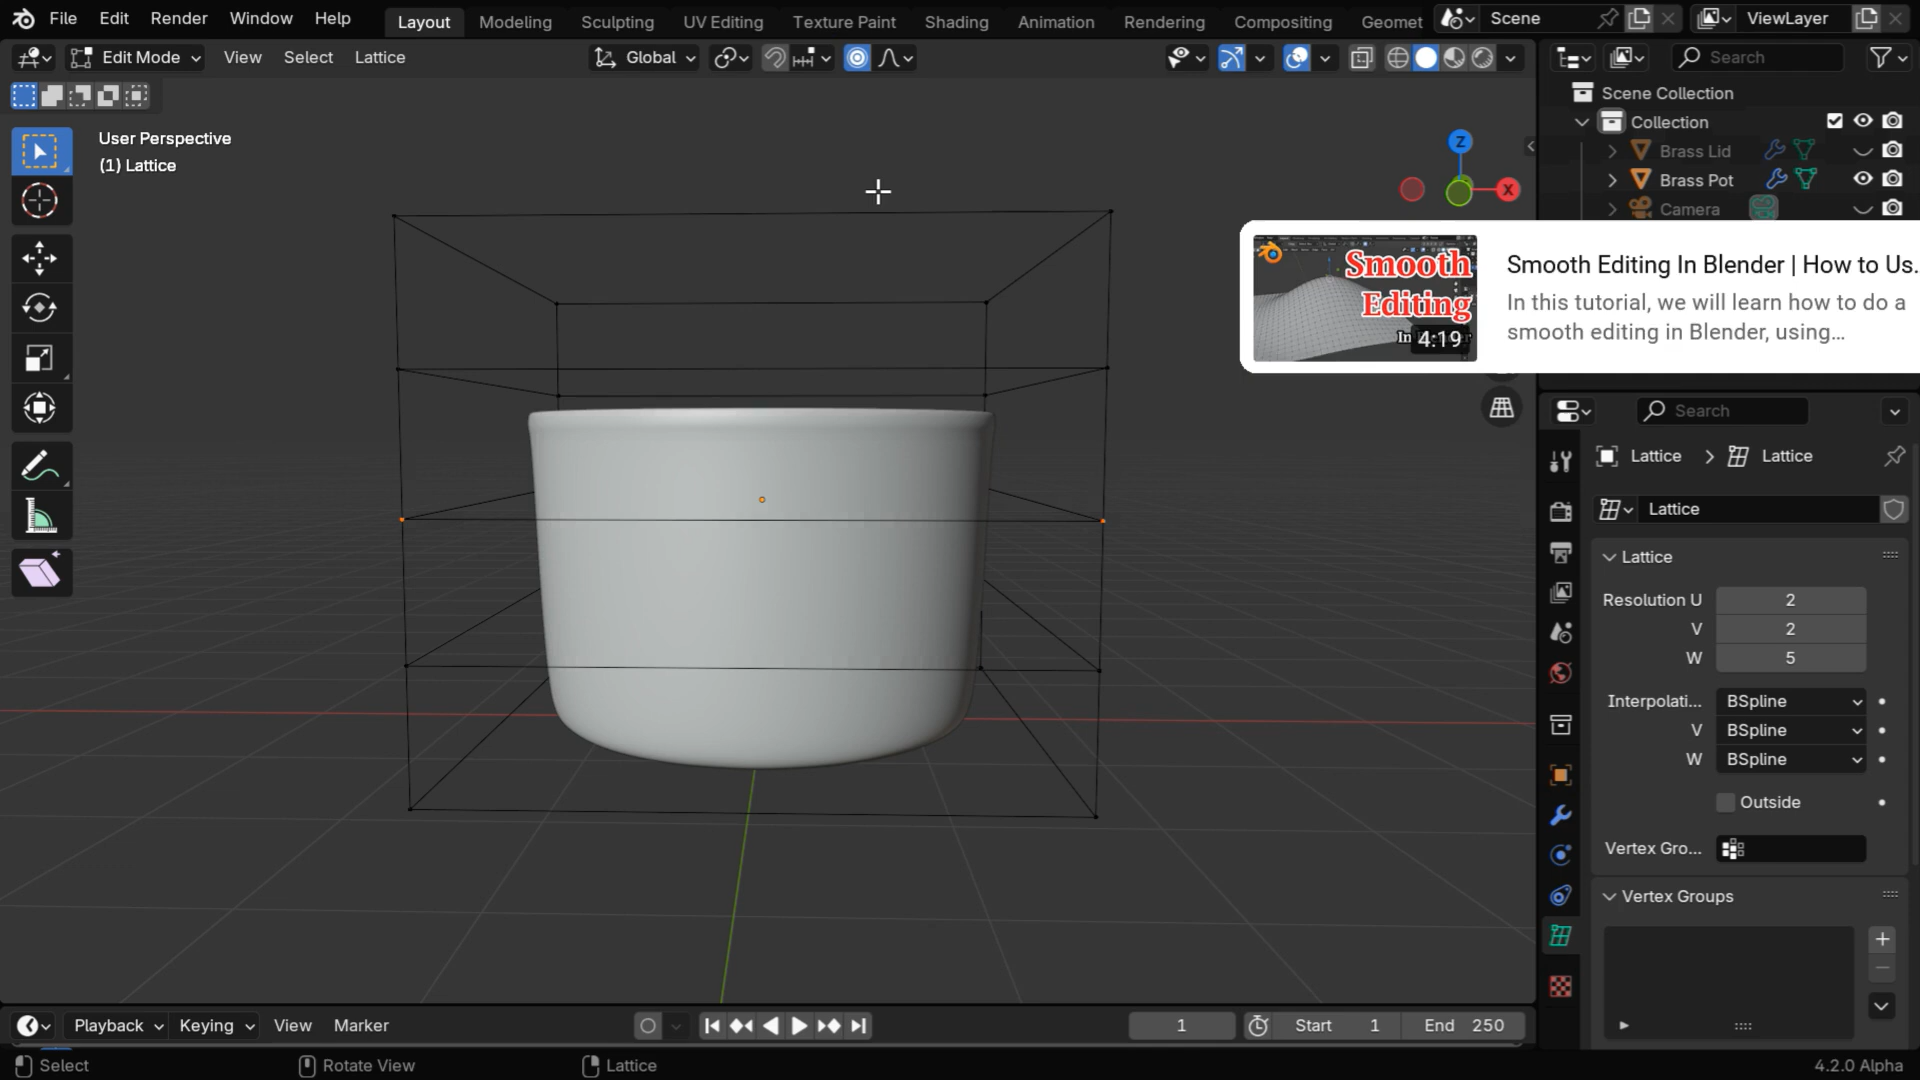 File Edit Render Window Help Layout Modeling Sculpting UV Editing Texture Paint Shading Animation Rendering Compositing Geomet Scene ViewLayer
Edit Mode View Select Lattice Global Search
User Perspective
(1) Lattice
Z
X
Scene Collection
Collection
Brass Lid
Brass Pot
Camera
Smooth
Editing
4:19
Smooth Editing In Blender | How to Us.
In this tutorial, we will learn how to do a
smooth editing in Blender, using...
Search
Lattice > Lattice
Lattice
Lattice
Resolution U 2
V 2
W 5
Interpolati... BSpline
V BSpline
W BSpline
Outside
Vertex Gro...
Vertex Groups
Playback Keying View Marker 1 Start 1 End 250
Select Rotate View Lattice 4.2.0 Alpha